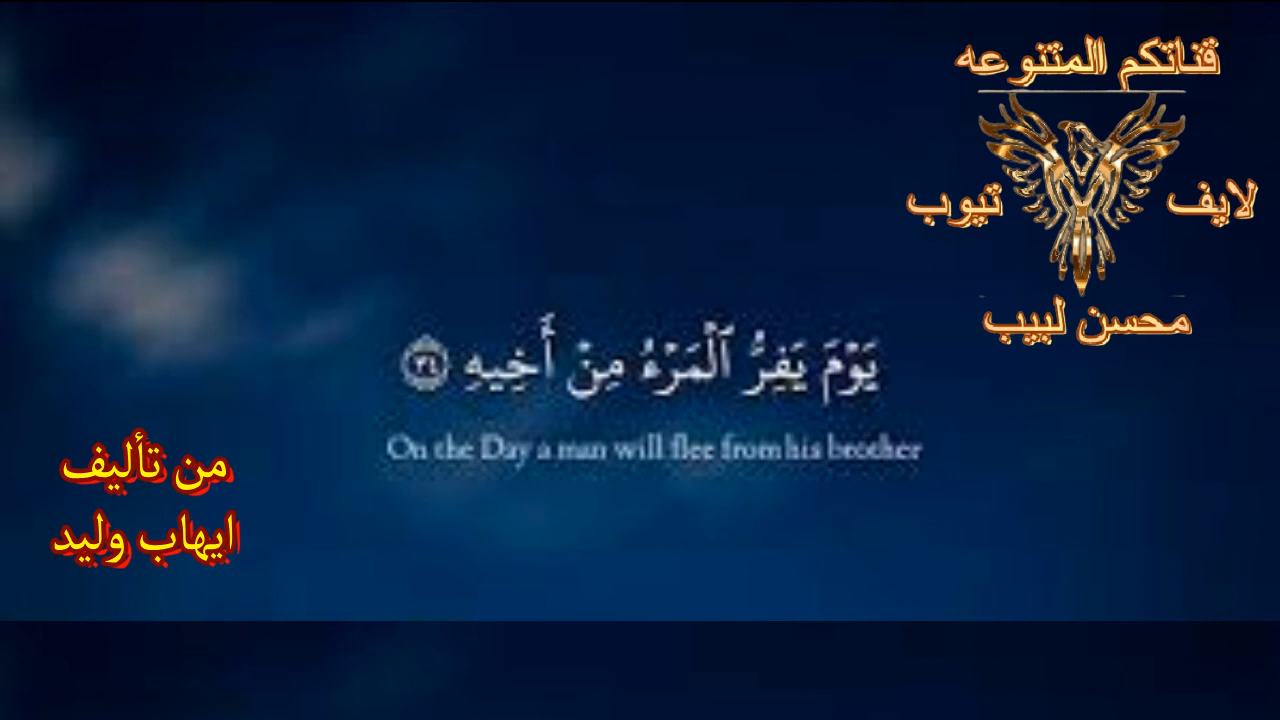 قناتكم المتنوعه
لايف تيوب
محسن لبيب
يَوْمَ يَفِرُّ ٱلْمَرْءُ مِنْ أَخِيهِ ٣٤
On the Day a man will flee from his brother
من تأليف
ايهاب وليد